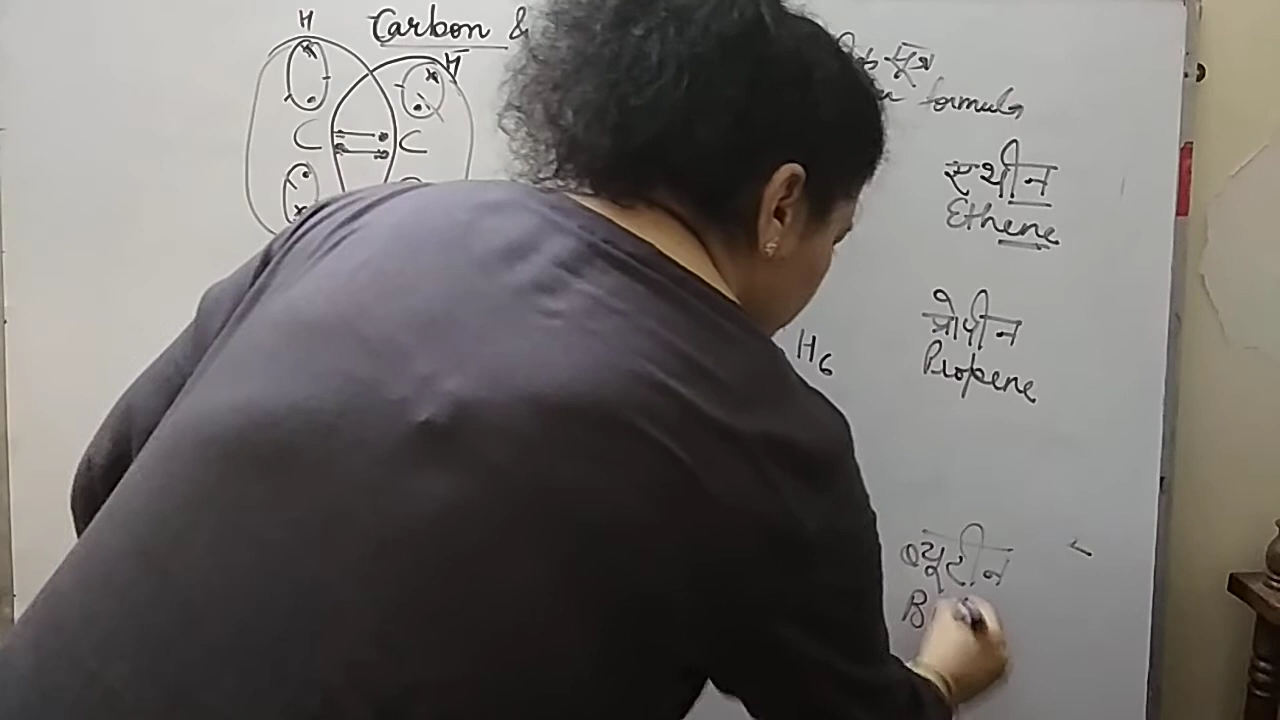 Carbon &
सूत्र
formula
H
H
C C
एथीन
Ethene
H6
प्रोपीन
Propene
ब्यूटीन
B